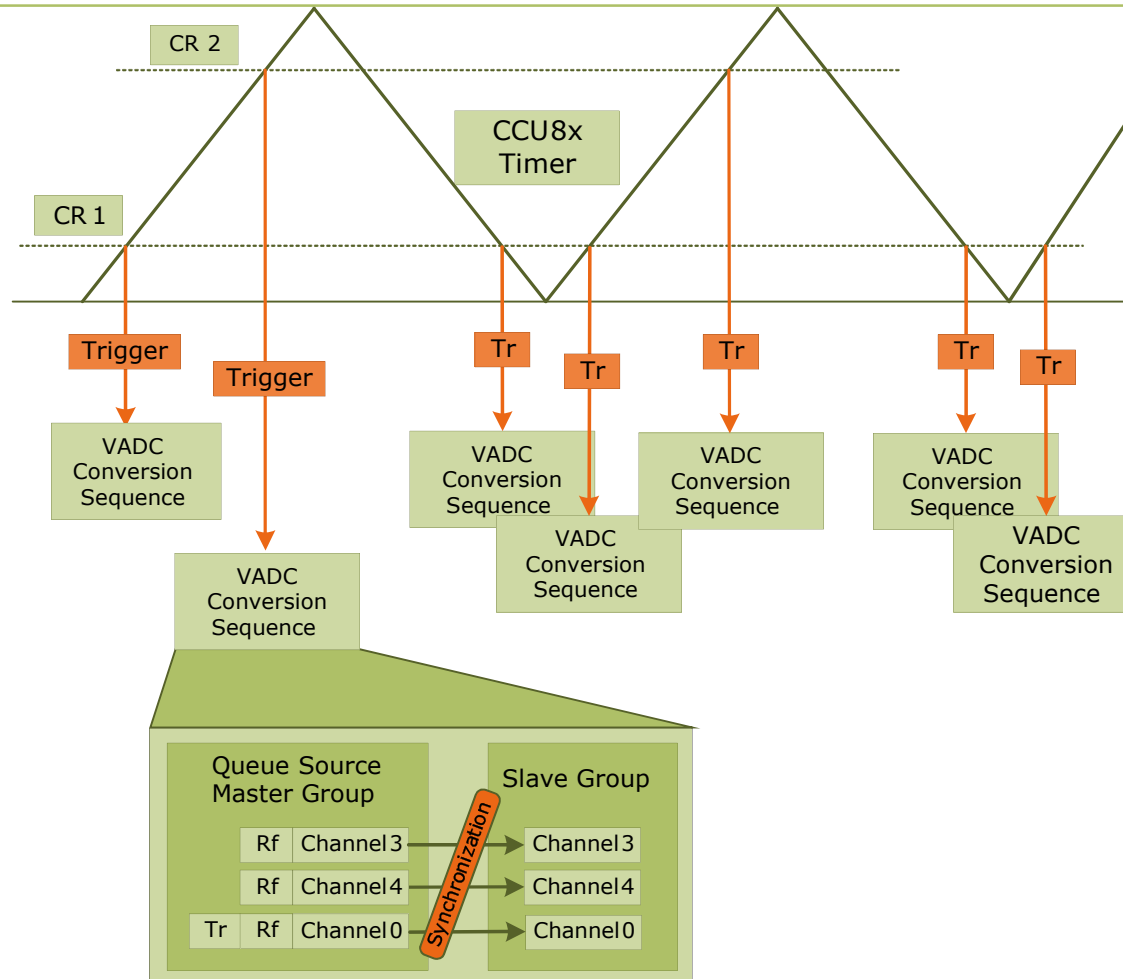 CR 2
CCU8x
Timer
CR 1
Trigger
Trigger
Tr
Tr
Tr
Tr
Tr
VADC
Conversion
Sequence
VADC
Conversion
Sequence
VADC
Conversion
Sequence
VADC
Conversion
Sequence
VADC
Conversion
Sequence
VADC
Conversion
Sequence
VADC
Conversion
Sequence
Queue Source
Master Group
Slave Group
Synchronization
Rf Channel3 Channel3
Rf Channel4 Channel4
Tr Rf Channel0 Channel0